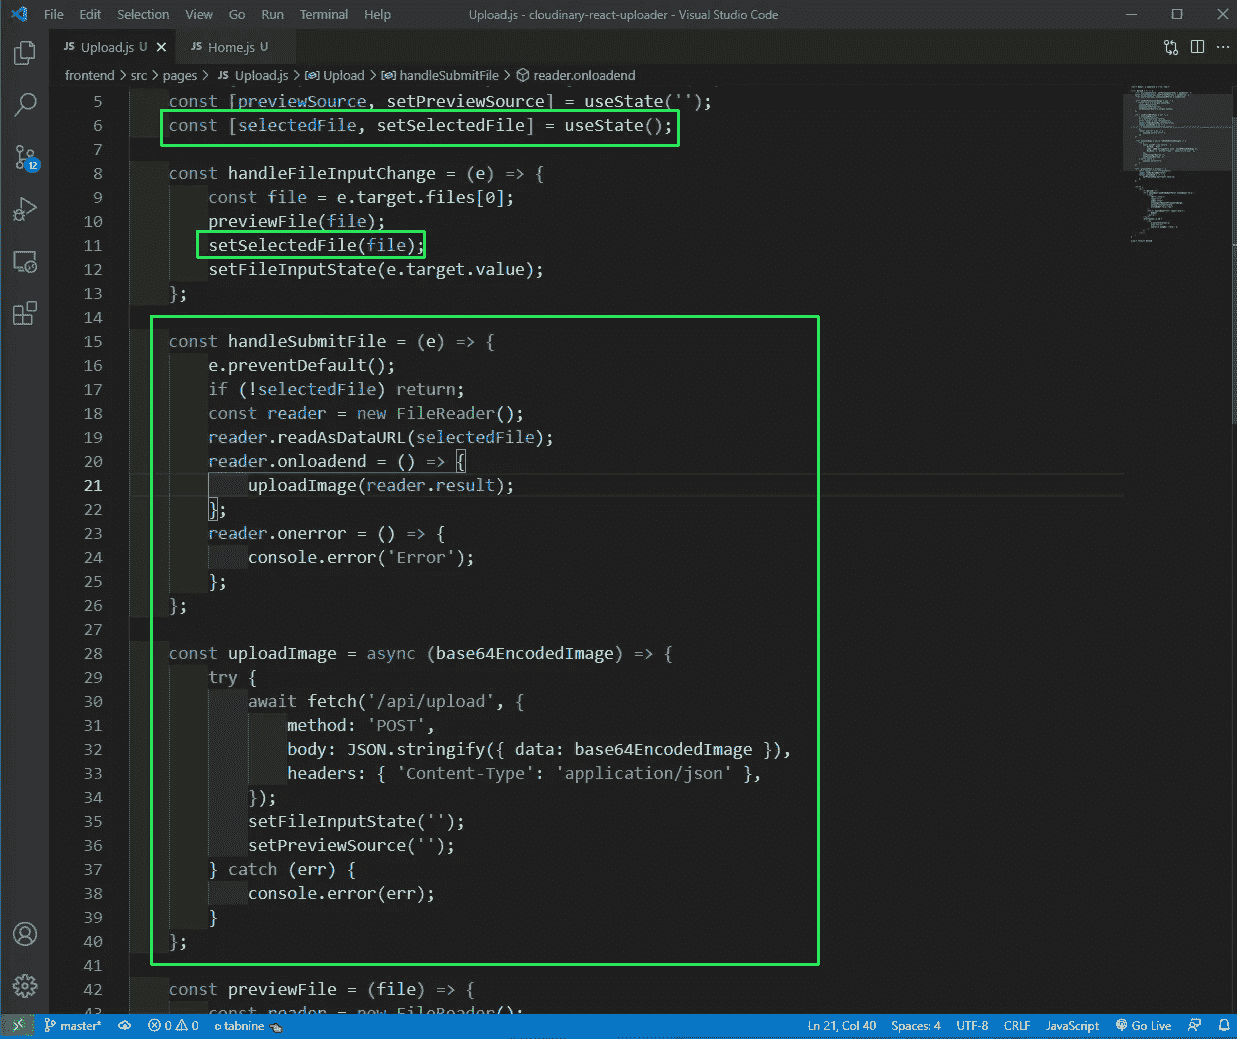 File Edit Selection View Go Run Terminal Help Upload.js - cloudinary-react-uploader - Visual Studio Code
JS Upload.js U JS Home.js U
frontend > src > pages > JS Upload.js > Upload > handleSubmitFile > reader.onloadend
5 const [previewSource, setPreviewSource] = useState('');
6 const [selectedFile, setSelectedFile] = useState();
7
8 const handleFileInputChange = (e) => {
9 const file = e.target.files[0];
10 previewFile(file);
11 setSelectedFile(file);
12 setFileInputState(e.target.value);
13 };
14
15 const handleSubmitFile = (e) => {
16 e.preventDefault();
17 if (!selectedFile) return;
18 const reader = new FileReader();
19 reader.readAsDataURL(selectedFile);
20 reader.onloadend = () => {
21 uploadImage(reader.result);
22 };
23 reader.onerror = () => {
24 console.error('Error');
25 };
26 };
27
28 const uploadImage = async (base64EncodedImage) => {
29 try {
30 await fetch('/api/upload', {
31 method: 'POST',
32 body: JSON.stringify({ data: base64EncodedImage }),
33 headers: { 'Content-Type': 'application/json' },
34 });
35 setFileInputState('');
36 setPreviewSource('');
37 } catch (err) {
38 console.error(err);
39 }
40 };
41
42 const previewFile = (file) => {
43 const reader = new FileReader();
12
master* 0 0 tabnine Ln 21, Col 40 Spaces: 4 UTF-8 CRLF JavaScript Go Live